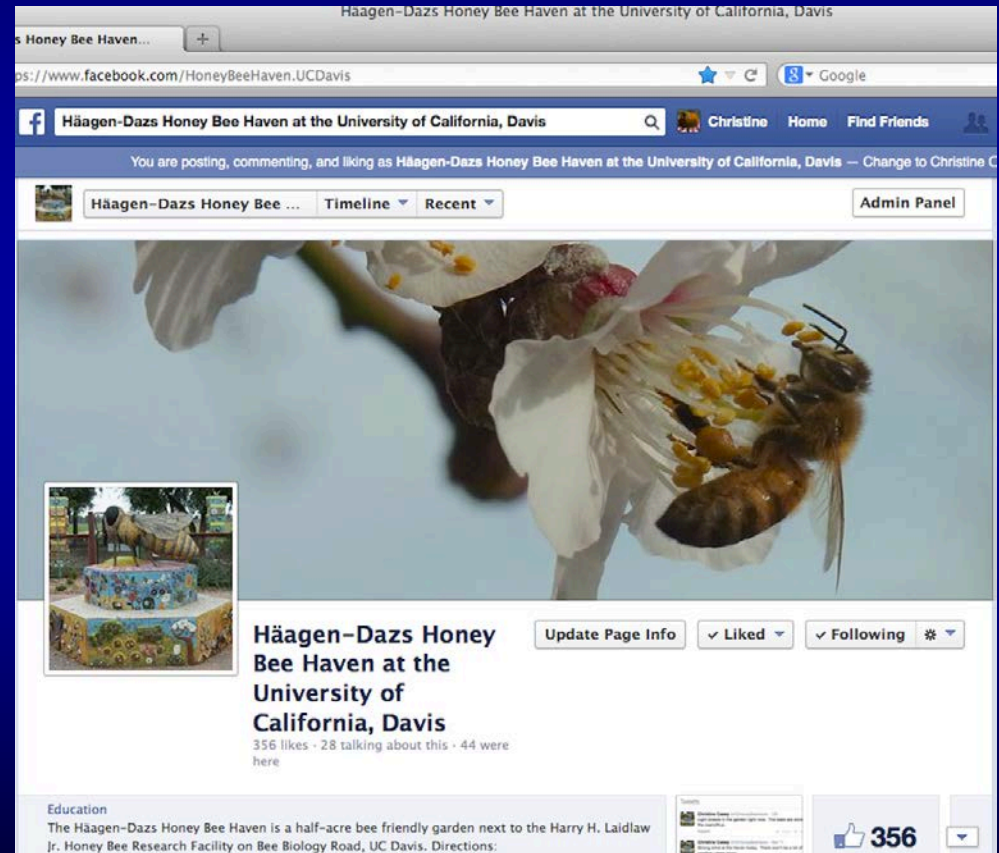 Häagen-Dazs Honey Bee Haven at the University of California, Davis
s Honey Bee Haven... +
ps://www.facebook.com/HoneyBeeHaven.UCDavis Google
Häagen-Dazs Honey Bee Haven at the University of California, Davis Christine Home Find Friends
You are posting, commenting, and liking as Häagen-Dazs Honey Bee Haven at the University of California, Davis — Change to Christine C
Häagen-Dazs Honey Bee ... Timeline Recent Admin Panel
Häagen-Dazs Honey
Bee Haven at the
University of
California, Davis
Update Page Info ✓ Liked ✓ Following
356 likes · 28 talking about this · 44 were
here
Education
The Häagen-Dazs Honey Bee Haven is a half-acre bee friendly garden next to the Harry H. Laidlaw
Jr. Honey Bee Research Facility on Bee Biology Road, UC Davis. Directions:
Tweets
356